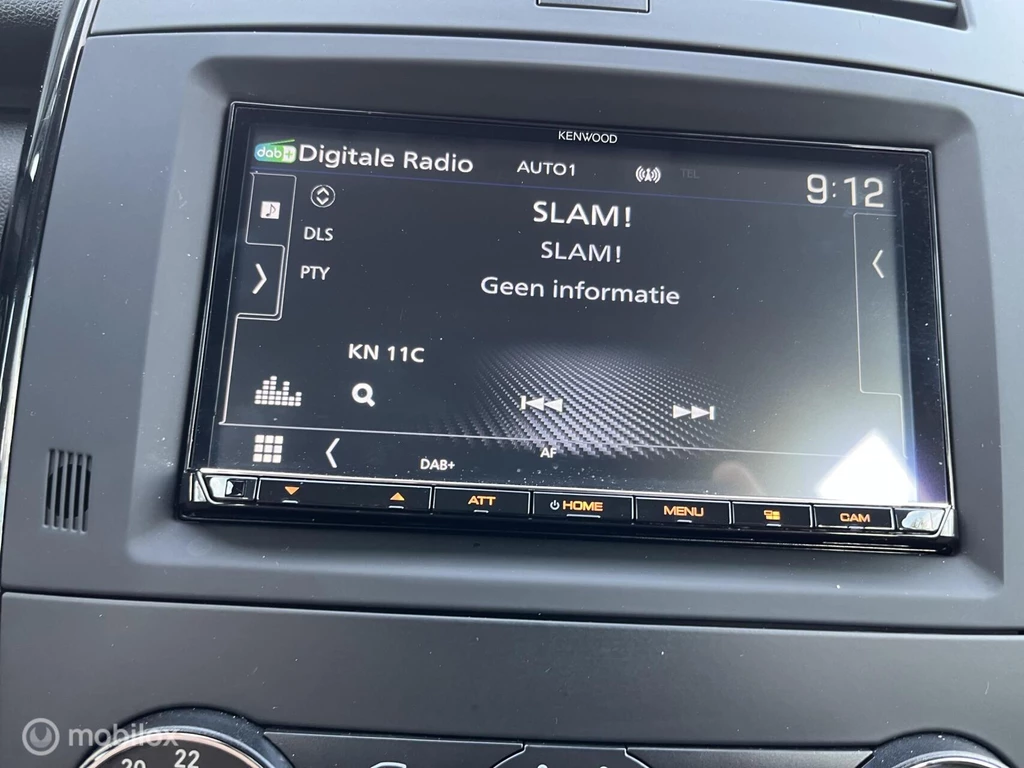 KENWOOD
dab+ Digitale Radio AUTO1 TEL 9:12
SLAM!
DLS SLAM!
PTY Geen informatie
KN 11C
AF
DAB+
ATT HOME MENU CAM
mobilox
20 22